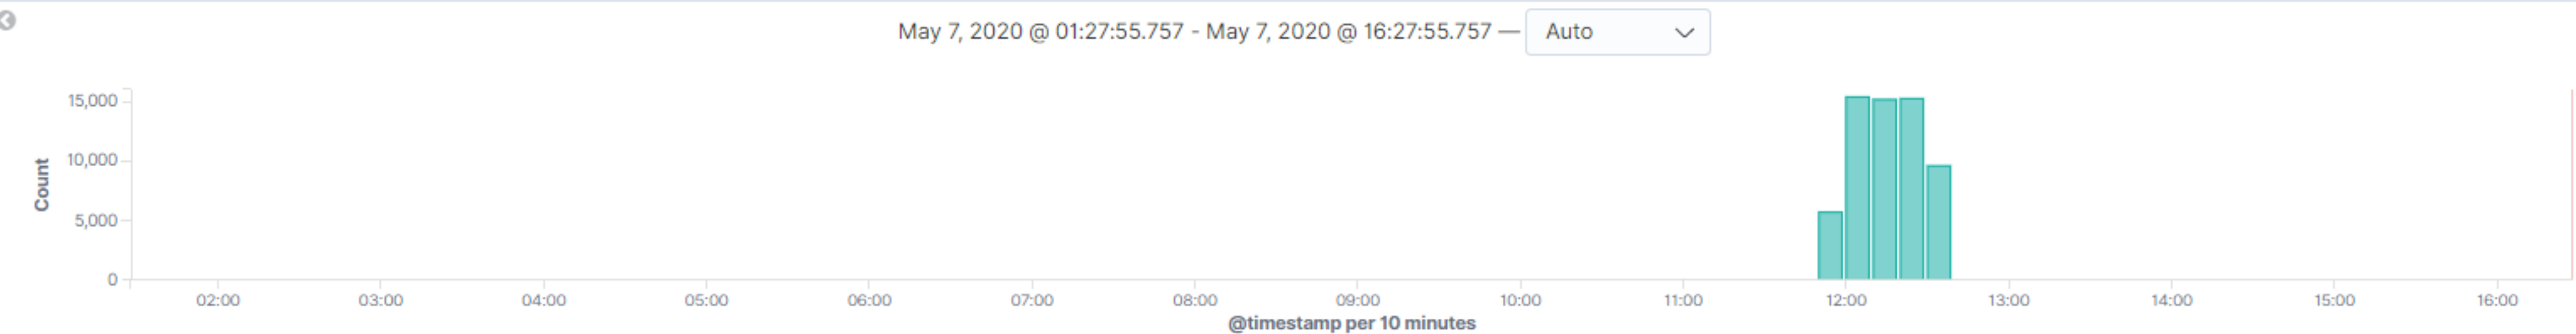 May 7, 2020 @ 01:27:55.757 - May 7, 2020 @ 16:27:55.757 — Auto
15,000
10,000
5,000
0
Count
02:00 03:00 04:00 05:00 06:00 07:00 08:00 09:00 10:00 11:00 12:00 13:00 14:00 15:00 16:00
@timestamp per 10 minutes